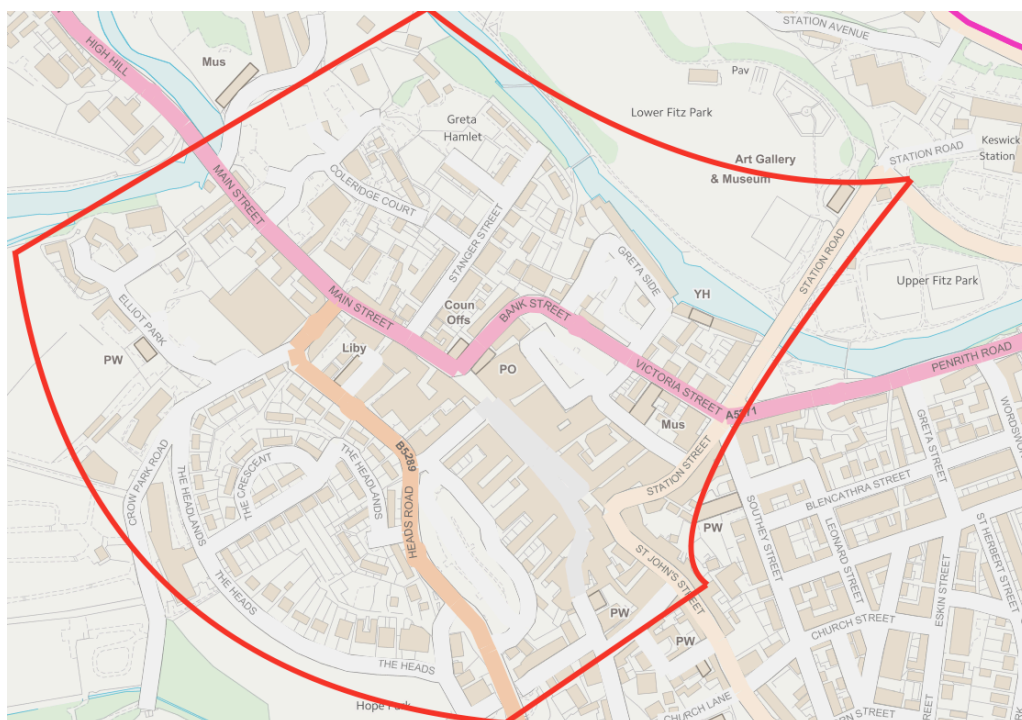 STATION AVENUE
HIGH HILL
Mus
Pav
Lower Fitz Park
Greta
Hamlet
Keswick
Station
STATION ROAD
Art Gallery
& Museum
MAIN STREET
COLERIDGE COURT
STANGER STREET
GRETA SIDE
STATION ROAD
Upper Fitz Park
YH
ELLIOT PARK
MAIN STREET
Coun
Offs
BANK STREET
Liby
PW
PO
VICTORIA STREET
PENRITH ROAD
A5271
Mus
GRETA STREET
WORDSW
B5289
THE CRESCENT
THE HEADLANDS
THE HEADLANDS
CROW PARK ROAD
STATION STREET
BLENCATHRA STREET
HEADS ROAD
SOUTHEY STREET
LEONARD STREET
ST HERBERT STREET
PW
ST JOHN'S STREET
ESKIN STREET
THE HEADS
PW
CHURCH STREET
PW
THE HEADS
Hope Park
CHURCH LANE
RN STREET